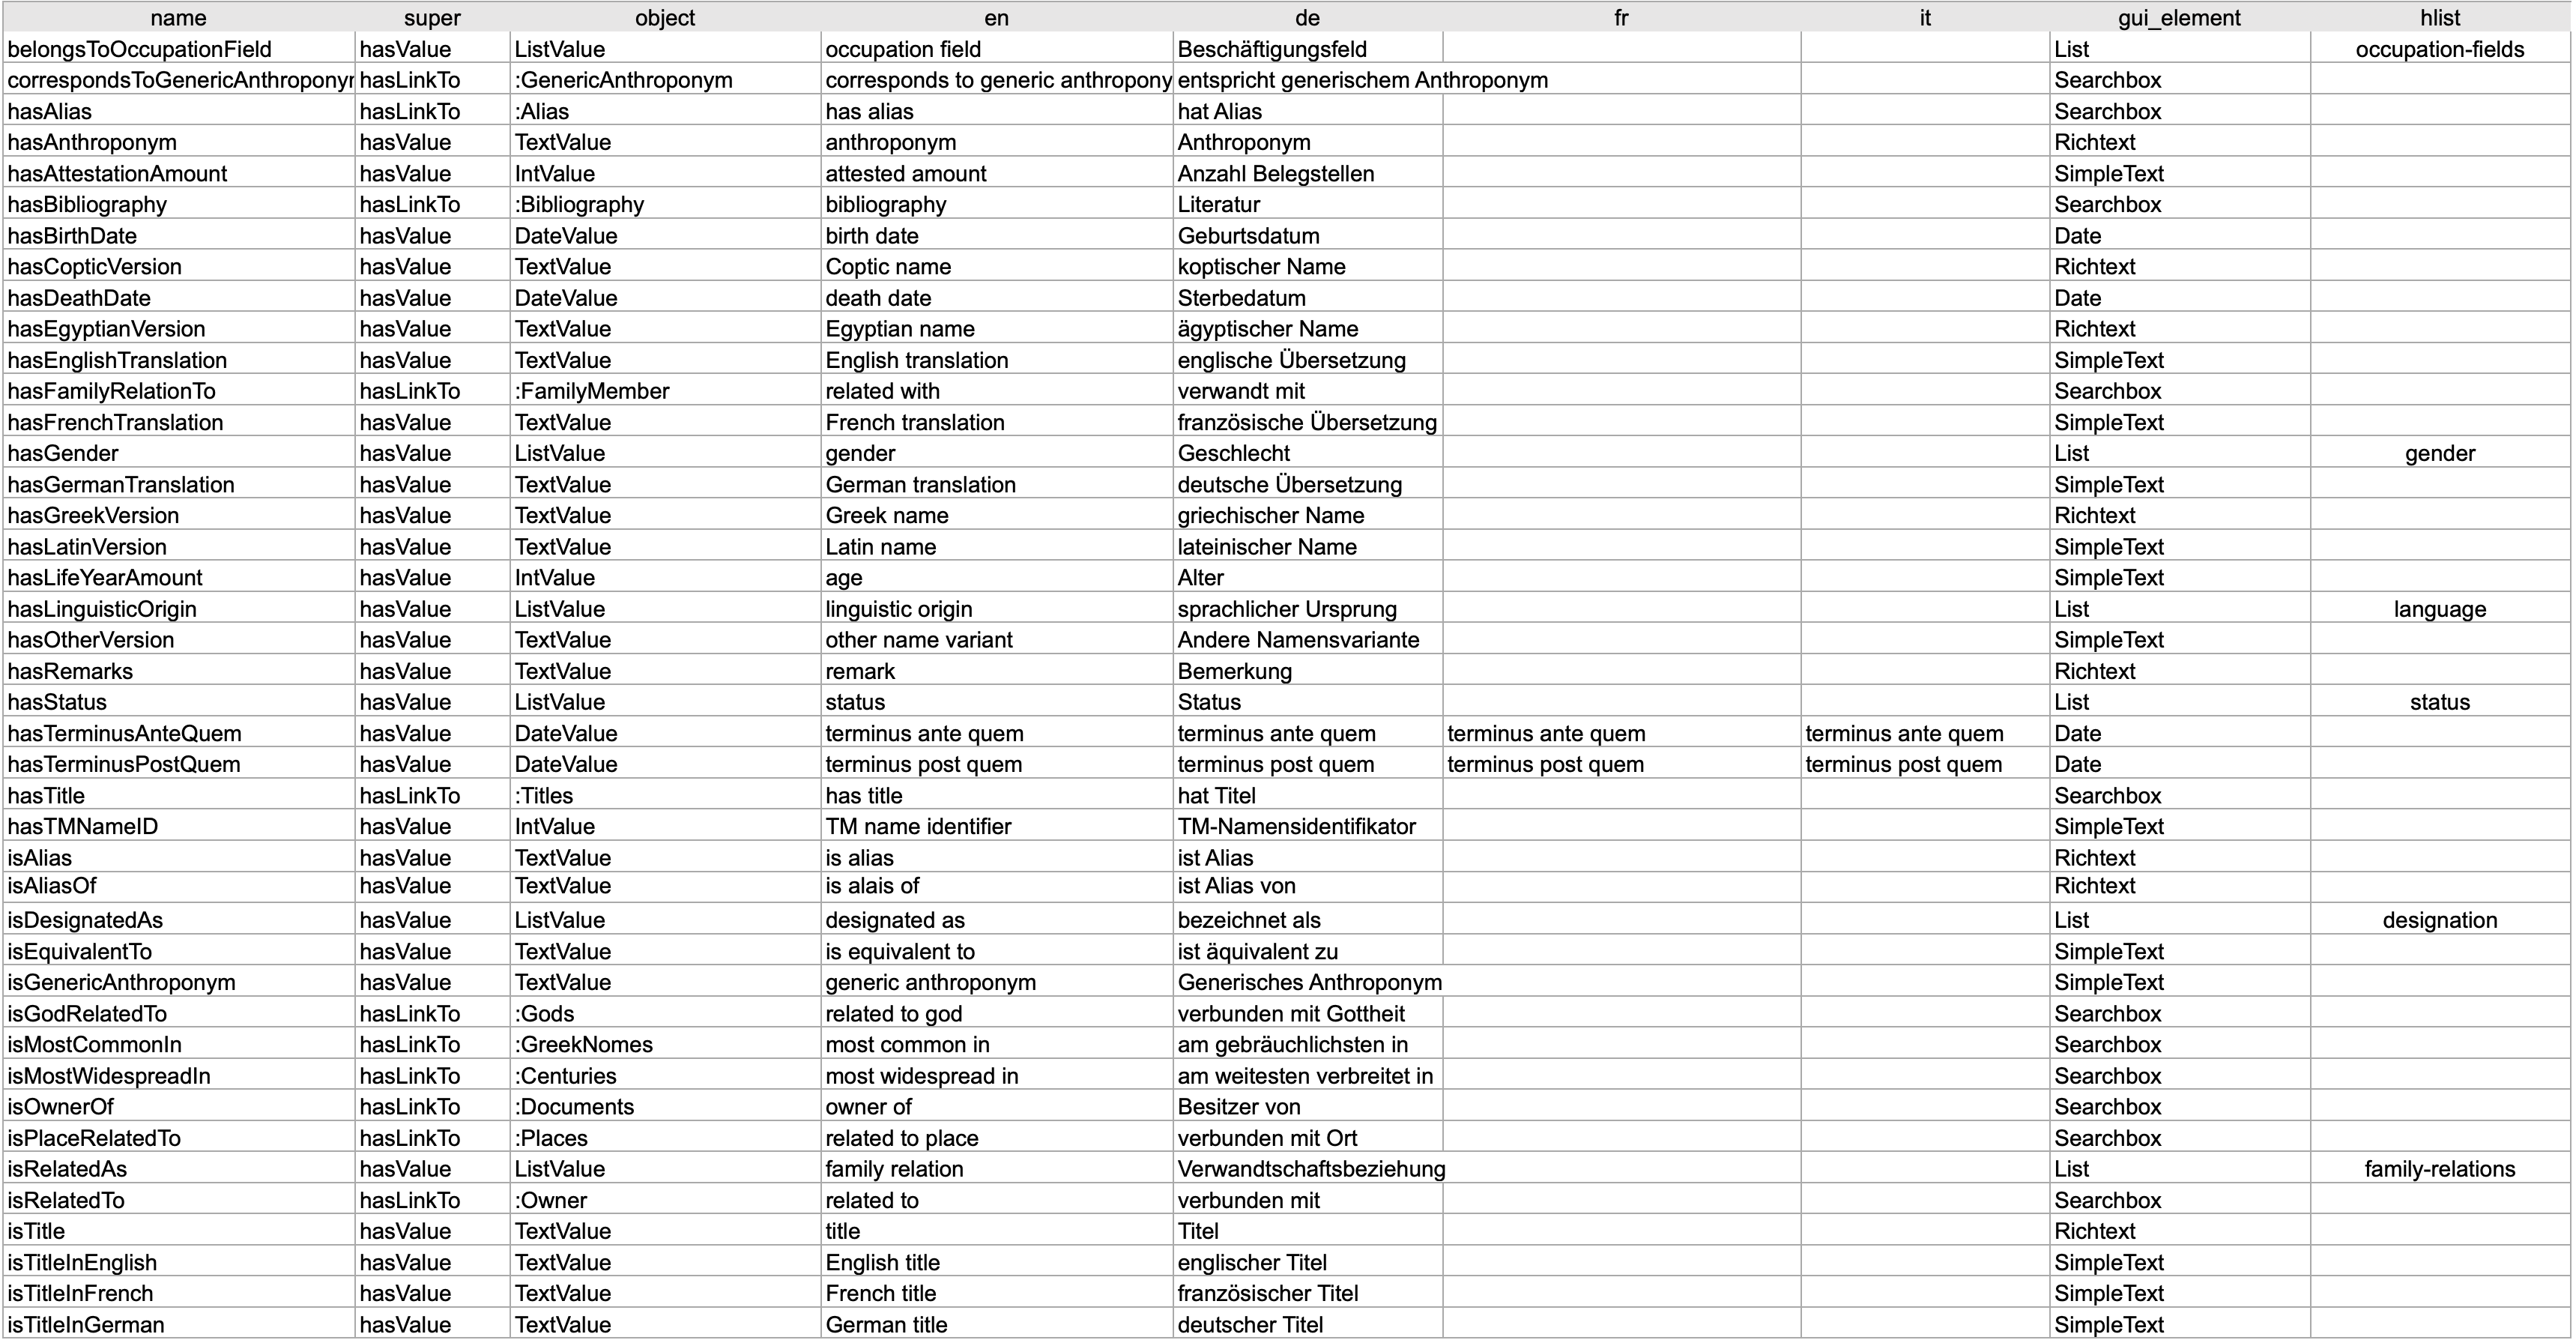 name super object en de fr it gui_element hlist
belongsToOccupationField hasValue ListValue occupation field Beschäftigungsfeld List occupation-fields
correspondsToGenericAnthropony hasLinkTo :GenericAnthroponym corresponds to generic anthropony entspricht generischem Anthroponym Searchbox
hasAlias hasLinkTo :Alias has alias hat Alias Searchbox
hasAnthroponym hasValue TextValue anthroponym Anthroponym Richtext
hasAttestationAmount hasValue IntValue attested amount Anzahl Belegstellen SimpleText
hasBibliography hasLinkTo :Bibliography bibliography Literatur Searchbox
hasBirthDate hasValue DateValue birth date Geburtsdatum Date
hasCopticVersion hasValue TextValue Coptic name koptischer Name Richtext
hasDeathDate hasValue DateValue death date Sterbedatum Date
hasEgyptianVersion hasValue TextValue Egyptian name ägyptischer Name Richtext
hasEnglishTranslation hasValue TextValue English translation englische Übersetzung SimpleText
hasFamilyRelationTo hasLinkTo :FamilyMember related with verwandt mit Searchbox
hasFrenchTranslation hasValue TextValue French translation französische Übersetzung SimpleText
hasGender hasValue ListValue gender Geschlecht List gender
hasGermanTranslation hasValue TextValue German translation deutsche Übersetzung SimpleText
hasGreekVersion hasValue TextValue Greek name griechischer Name Richtext
hasLatinVersion hasValue TextValue Latin name lateinischer Name SimpleText
hasLifeYearAmount hasValue IntValue age Alter SimpleText
hasLinguisticOrigin hasValue ListValue linguistic origin sprachlicher Ursprung List language
hasOtherVersion hasValue TextValue other name variant Andere Namensvariante SimpleText
hasRemarks hasValue TextValue remark Bemerkung Richtext
hasStatus hasValue ListValue status Status List status
hasTerminusAnteQuem hasValue DateValue terminus ante quem terminus ante quem terminus ante quem terminus ante quem Date
hasTerminusPostQuem hasValue DateValue terminus post quem terminus post quem terminus post quem terminus post quem Date
hasTitle hasLinkTo :Titles has title hat Titel Searchbox
hasTMNameID hasValue IntValue TM name identifier TM-Namensidentifikator SimpleText
isAlias hasValue TextValue is alias ist Alias Richtext
isAliasOf hasValue TextValue is alais of ist Alias von Richtext
isDesignatedAs hasValue ListValue designated as bezeichnet als List designation
isEquivalentTo hasValue TextValue is equivalent to ist äquivalent zu SimpleText
isGenericAnthroponym hasValue TextValue generic anthroponym Generisches Anthroponym SimpleText
isGodRelatedTo hasLinkTo :Gods related to god verbunden mit Gottheit Searchbox
isMostCommonIn hasLinkTo :GreekNomes most common in am gebräuchlichsten in Searchbox
isMostWidespreadIn hasLinkTo :Centuries most widespread in am weitesten verbreitet in Searchbox
isOwnerOf hasLinkTo :Documents owner of Besitzer von Searchbox
isPlaceRelatedTo hasLinkTo :Places related to place verbunden mit Ort Searchbox
isRelatedAs hasValue ListValue family relation Verwandtschaftsbeziehung List family-relations
isRelatedTo hasLinkTo :Owner related to verbunden mit Searchbox
isTitle hasValue TextValue title Titel Richtext
isTitleInEnglish hasValue TextValue English title englischer Titel SimpleText
isTitleInFrench hasValue TextValue French title französischer Titel SimpleText
isTitleInGerman hasValue TextValue German title deutscher Titel SimpleText